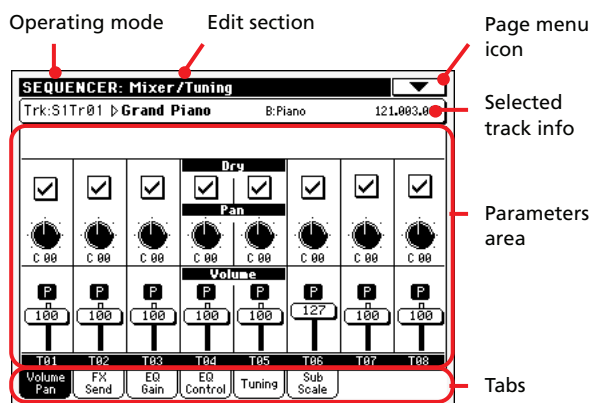 Operating mode Edit section Page menu icon
SEQUENCER: Mixer/Tuning
Trk:S1Tr01 ▷Grand Piano B:Piano 121.003.0
Selected track info
Dry
Pan
C 00 C 00 C 00 C 00 C 00 C 00 C 00 C 00
Parameters area
Volume
P P P P P P P P
100 100 100 100 100 127 100 100
T01 T02 T03 T04 T05 T06 T07 T08
Volume Pan FX Send EQ Gain EQ Control Tuning Sub Scale
Tabs